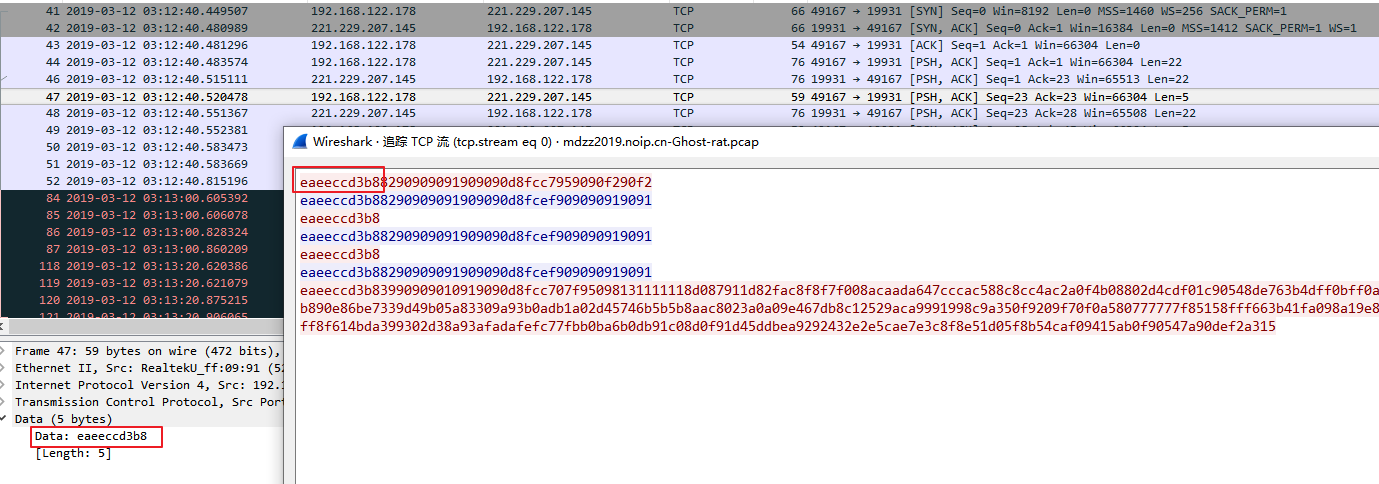 41 2019-03-12 03:12:40.449507 192.168.122.178 221.229.207.145 TCP 66 49167 → 19931 [SYN] Seq=0 Win=8192 Len=0 MSS=1460 WS=256 SACK_PERM=1
42 2019-03-12 03:12:40.480989 221.229.207.145 192.168.122.178 TCP 66 19931 → 49167 [SYN, ACK] Seq=0 Ack=1 Win=16384 Len=0 MSS=1412 SACK_PERM=1 WS=1
43 2019-03-12 03:12:40.481296 192.168.122.178 221.229.207.145 TCP 54 49167 → 19931 [ACK] Seq=1 Ack=1 Win=66304 Len=0
44 2019-03-12 03:12:40.483574 192.168.122.178 221.229.207.145 TCP 76 49167 → 19931 [PSH, ACK] Seq=1 Ack=1 Win=66304 Len=22
46 2019-03-12 03:12:40.515111 221.229.207.145 192.168.122.178 TCP 76 19931 → 49167 [PSH, ACK] Seq=1 Ack=23 Win=65513 Len=22
47 2019-03-12 03:12:40.520478 192.168.122.178 221.229.207.145 TCP 59 49167 → 19931 [PSH, ACK] Seq=23 Ack=23 Win=66304 Len=5
48 2019-03-12 03:12:40.551367 221.229.207.145 192.168.122.178 TCP 76 19931 → 49167 [PSH, ACK] Seq=23 Ack=28 Win=65508 Len=22
49 2019-03-12 03:12:40.552381
50 2019-03-12 03:12:40.583473
51 2019-03-12 03:12:40.583669
52 2019-03-12 03:12:40.815196
84 2019-03-12 03:13:00.605392
85 2019-03-12 03:13:00.606078
86 2019-03-12 03:13:00.828324
87 2019-03-12 03:13:00.860209
118 2019-03-12 03:13:20.620386
119 2019-03-12 03:13:20.621079
120 2019-03-12 03:13:20.875215
121 2019-03-12 03:13:20.906065
Wireshark · 追踪 TCP 流 (tcp.stream eq 0) · mdzz2019.noip.cn-Ghost-rat.pcap
eaeeccd3b88290909091909090d8fcc7959090f290f2
eaeeccd3b88290909091909090d8fcef909090919091
eaeeccd3b8
eaeeccd3b88290909091909090d8fcef909090919091
eaeeccd3b8
eaeeccd3b88290909091909090d8fcef909090919091
eaeeccd3b83990909010919090d8fcc707f95098131111118d087911d82fac8f8f7f008acaada647cccac588c8cc4ac2a0f4b08802d4cdf01c90548de763b4dff0bff0a
b890e86be7339d49b05a83309a93b0adb1a02d45746b5b5b8aac8023a0a09e467db8c12529aca9991998c9a350f9209f70f0a580777777f85158fff663b41fa098a19e8
ff8f614bda399302d38a93afadafefc77fbb0ba6b0db91c08d0f91d45ddbea9292432e2e5cae7e3c8f8e51d05f8b54caf09415ab0f90547a90def2a315
Frame 47: 59 bytes on wire (472 bits),
Ethernet II, Src: RealtekU_ff:09:91 (52
Internet Protocol Version 4, Src: 192.1
Transmission Control Protocol, Src Port
Data (5 bytes)
Data: eaeeccd3b8
[Length: 5]